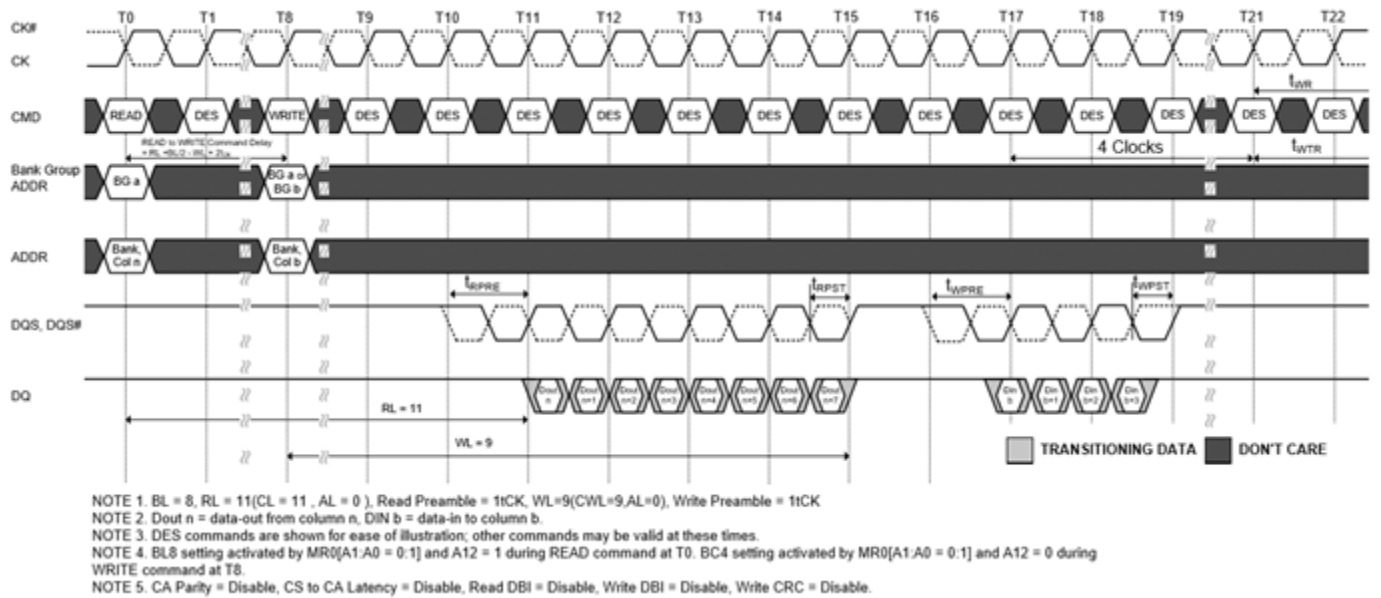 T0 T1 T8 T9 T10 T11 T12 T13 T14 T15 T16 T17 T18 T19 T21 T22
CK#
CK
tWR
CMD READ DES WRITE DES DES DES DES DES DES DES DES DES DES DES DES DES
READ to WRITE Command Delay
= RL +BL/2 - WL + 2tCK
4 Clocks tWTR
Bank Group
ADDR
BG a
BG a or
BG b
ADDR
Bank,
Col n
Bank,
Col b
tRPRE tRPST tWPRE tWPST
DQS, DQS#
DQ
Dout
n
Dout
n+1
Dout
n+2
Dout
n+3
Dout
n+4
Dout
n+5
Dout
n+6
Dout
n+7
Din
b
Din
b+1
Din
b+2
Din
b+3
RL = 11
WL = 9
TRANSITIONING DATA DON'T CARE
NOTE 1. BL = 8, RL = 11(CL = 11 , AL = 0 ), Read Preamble = 1tCK, WL=9(CWL=9,AL=0), Write Preamble = 1tCK
NOTE 2. Dout n = data-out from column n, DIN b = data-in to column b.
NOTE 3. DES commands are shown for ease of illustration; other commands may be valid at these times.
NOTE 4. BL8 setting activated by MR0[A1:A0 = 0:1] and A12 = 1 during READ command at T0. BC4 setting activated by MR0[A1:A0 = 0:1] and A12 = 0 during
WRITE command at T8.
NOTE 5. CA Parity = Disable, CS to CA Latency = Disable, Read DBI = Disable, Write DBI = Disable, Write CRC = Disable.